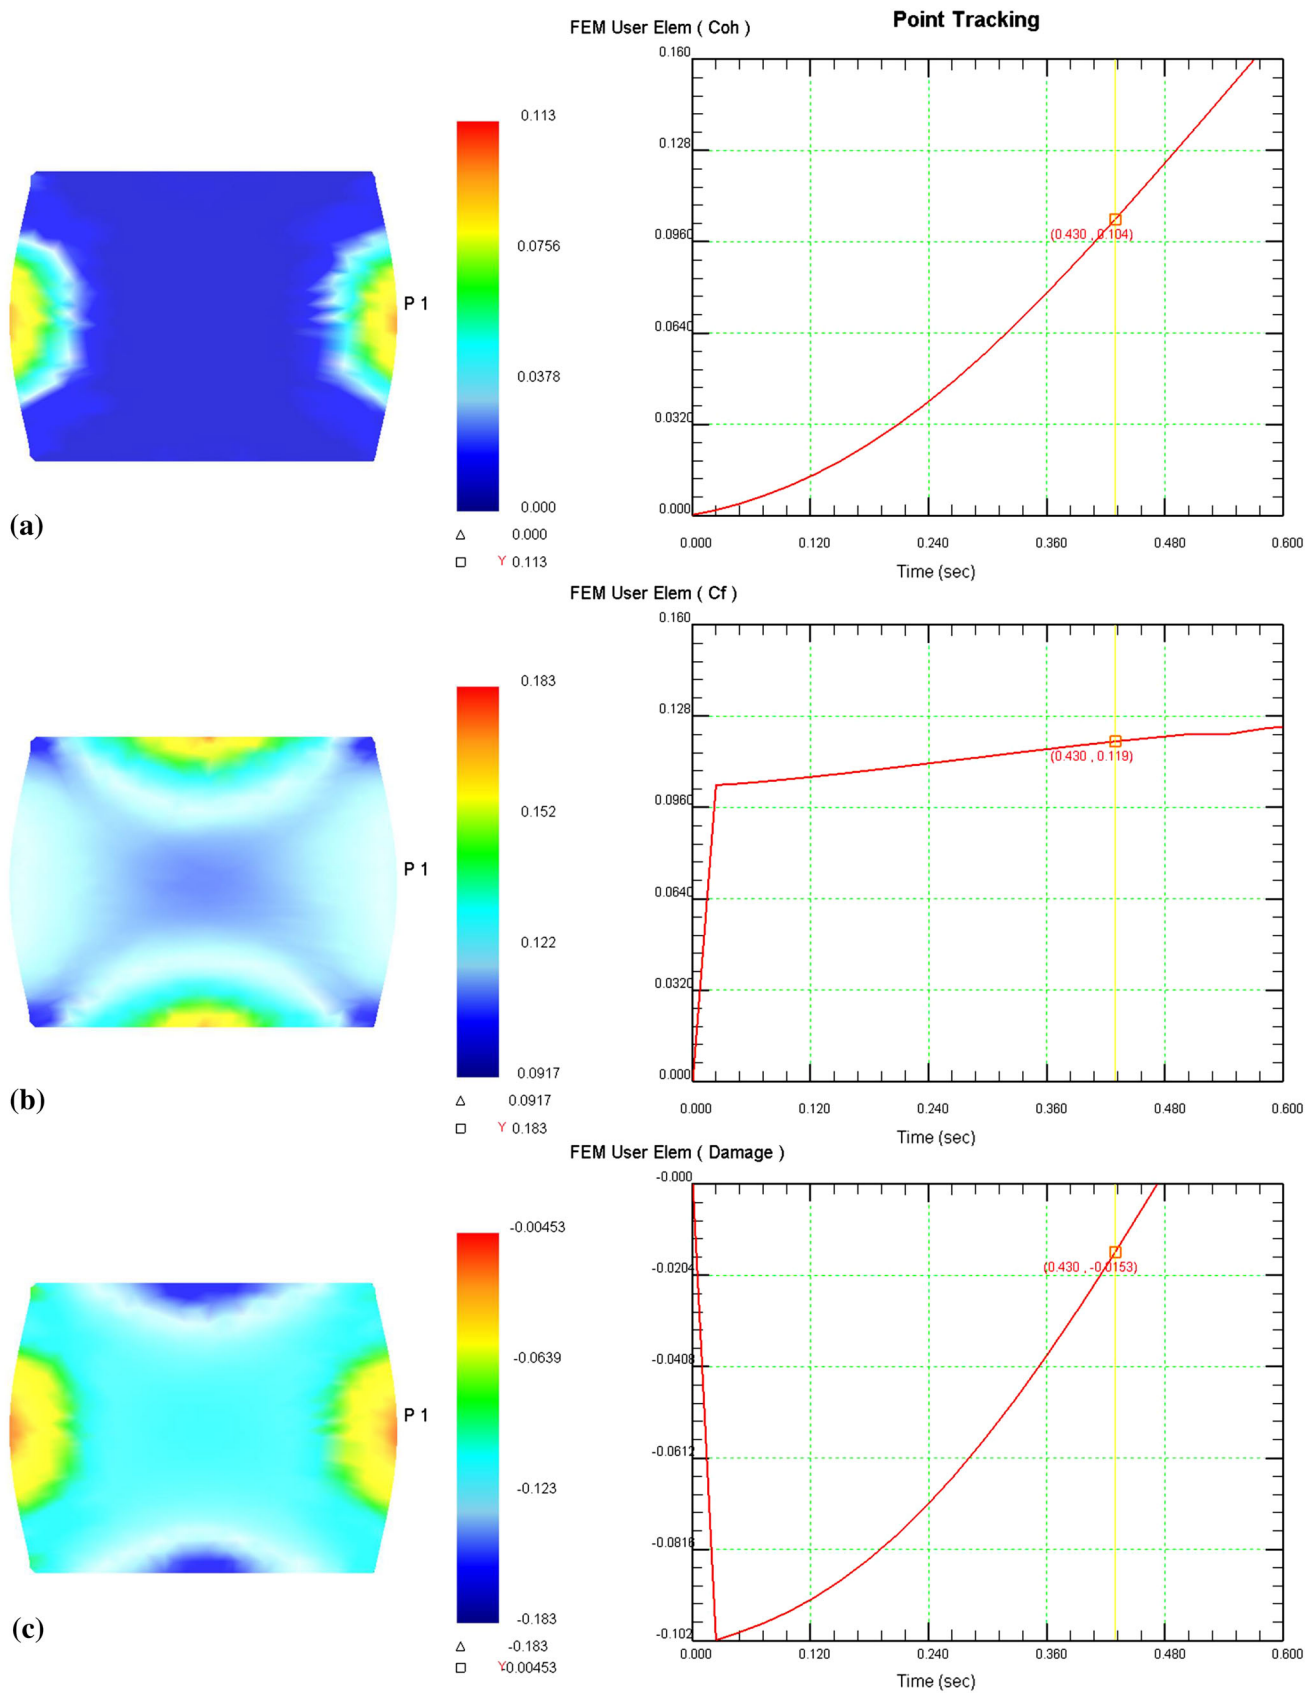 Point Tracking
FEM User Elem ( Coh )
0.113
0.0756
0.0378
0.000
0.000
Y 0.113
P 1
(a)
0.160
0.128
0.0960
0.0640
0.0320
0.000
(0.430 , 0.104)
0.000 0.120 0.240 0.360 0.480 0.600
Time (sec)
FEM User Elem ( Cf )
0.183
0.152
0.122
0.0917
0.0917
Y 0.183
P 1
(b)
0.160
0.128
0.0960
0.0640
0.0320
0.000
(0.430 , 0.119)
0.000 0.120 0.240 0.360 0.480 0.600
Time (sec)
FEM User Elem ( Damage )
-0.00453
-0.0639
-0.123
-0.183
-0.183
Y-0.00453
P 1
(c)
-0.000
-0.0204
-0.0408
-0.0612
-0.0816
-0.102
(0.430 , -0.0153)
0.000 0.120 0.240 0.360 0.480 0.600
Time (sec)